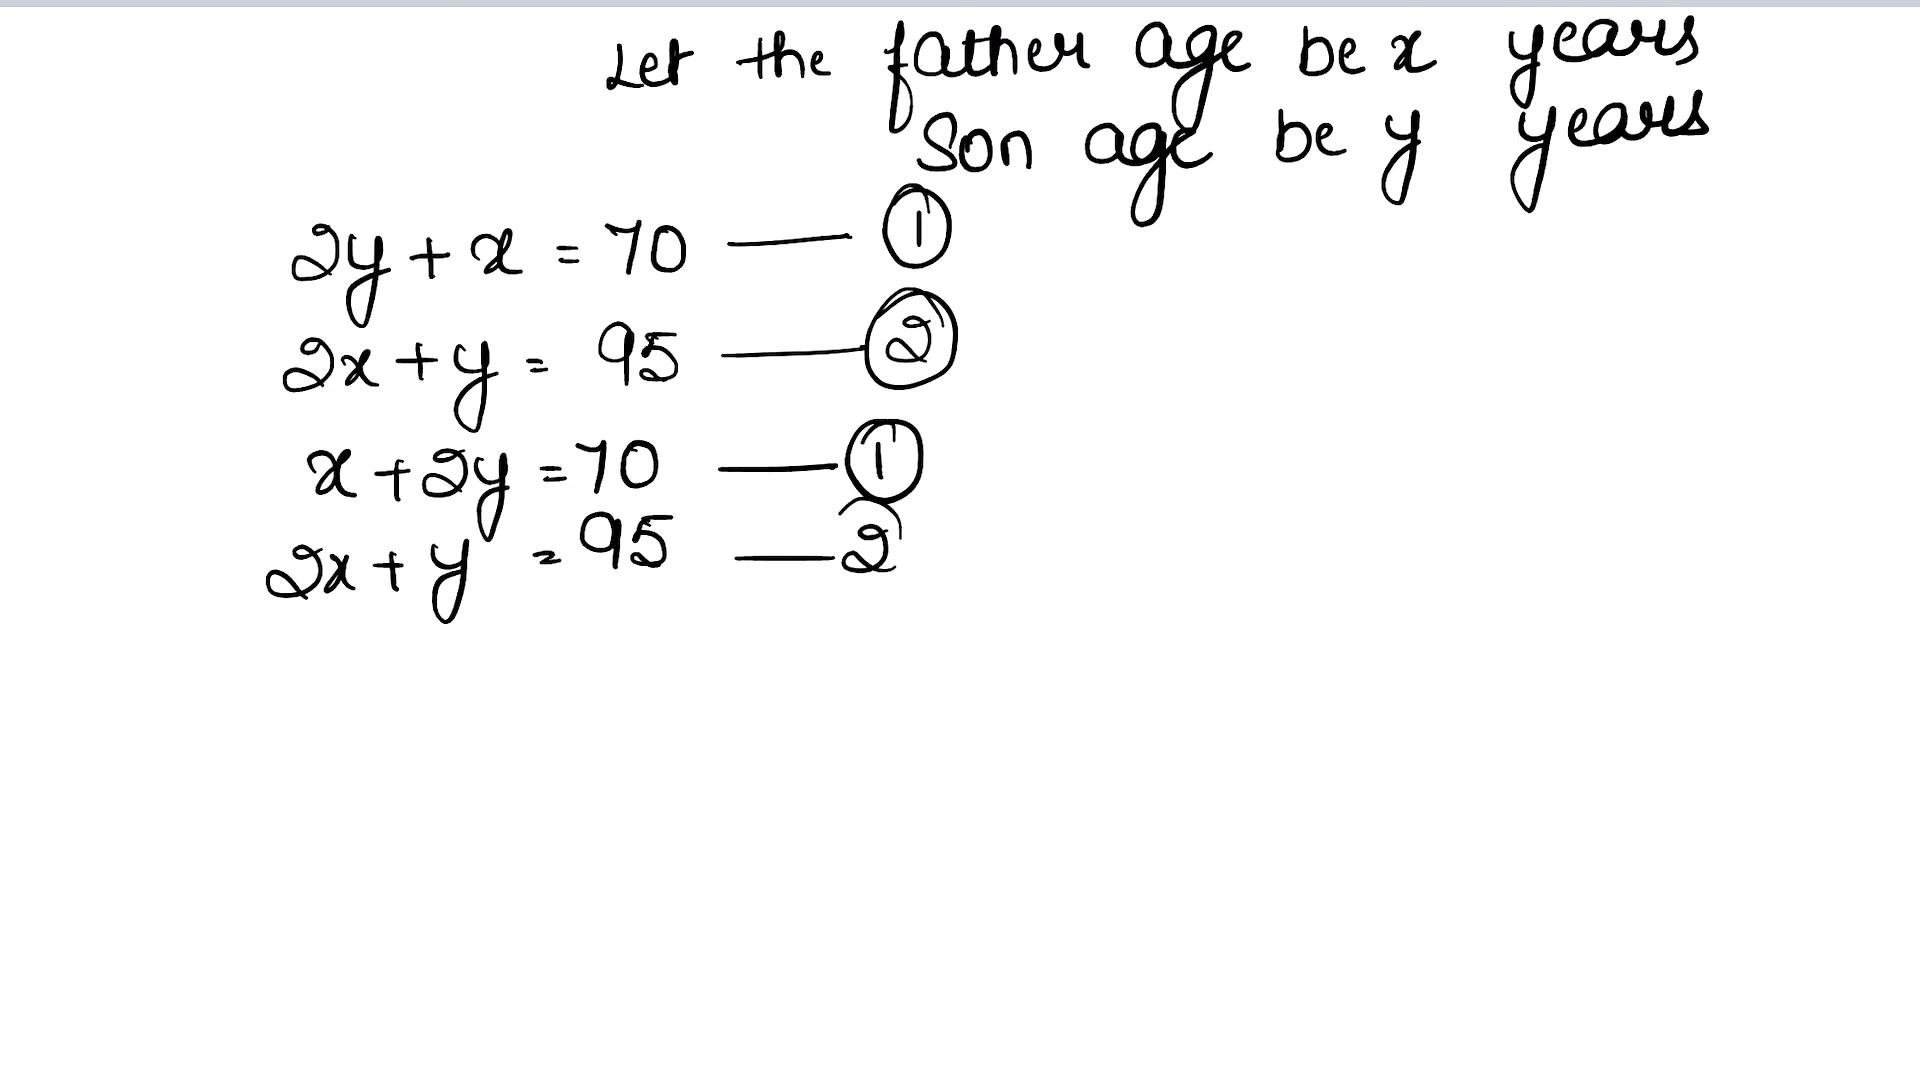 Let the father age be x years
Son age be y years
2y + x = 70 —— ①
2x + y = 95 —— ②
x + 2y = 70 —— ①
2x + y = 95 —— 2